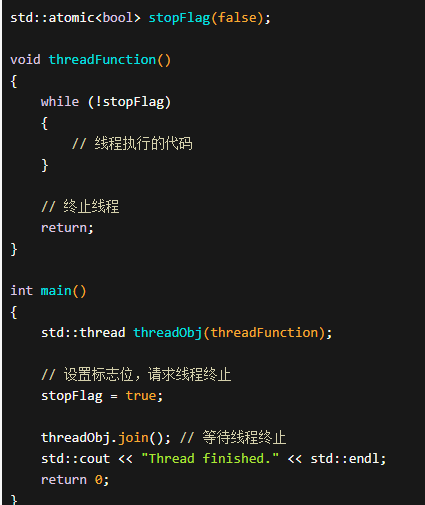 std::atomic<bool> stopFlag(false);
void threadFunction()
{
    while (!stopFlag)
    {
        // 线程执行的代码
    }
    // 终止线程
    return;
}
int main()
{
    std::thread threadObj(threadFunction);
    // 设置标志位，请求线程终止
    stopFlag = true;
    threadObj.join(); // 等待线程终止
    std::cout << "Thread finished." << std::endl;
    return 0;
}